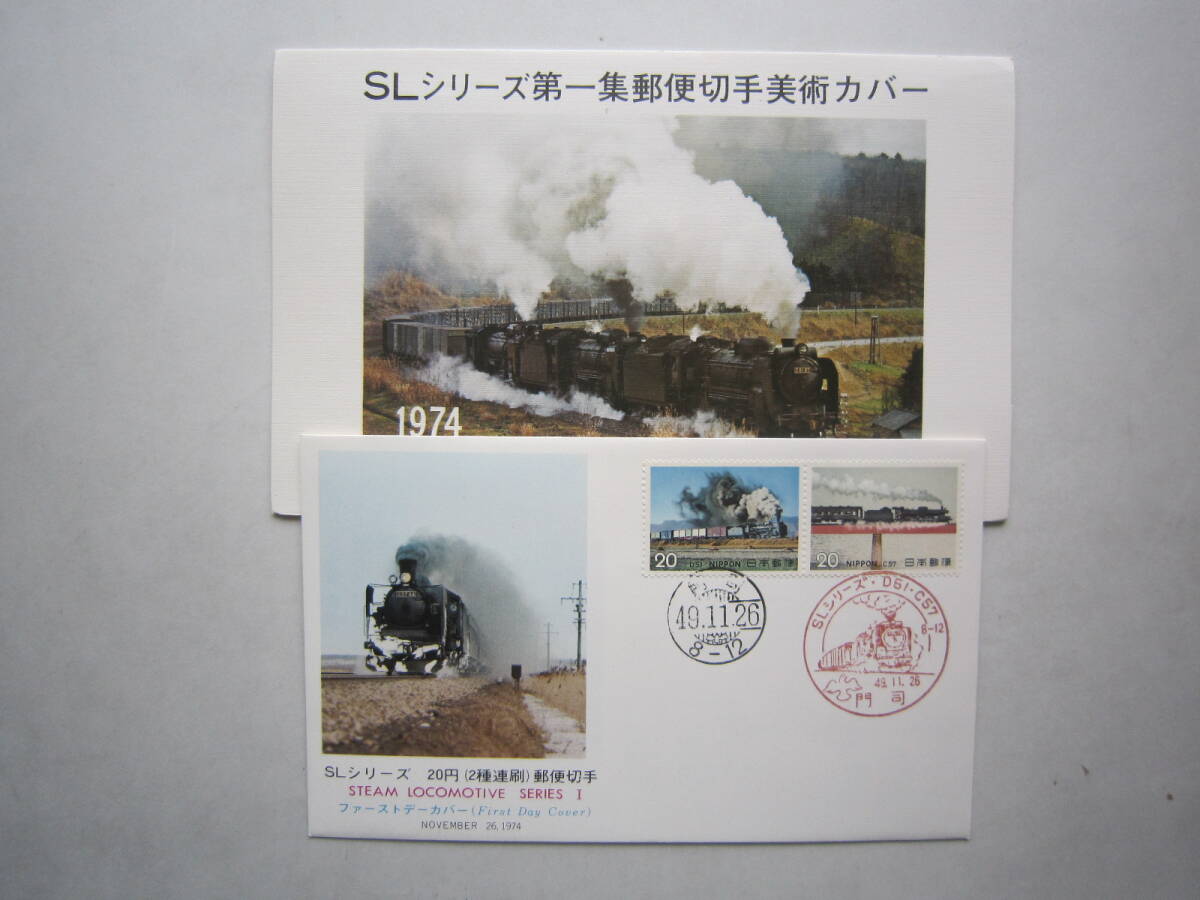 SLシリーズ第一集郵便切手美術カバー
1974
20 D51・NIPPON 日本郵便
20 NIPPON・C57 日本郵便
49.11.26
8-12
SLシリーズ・D51・C57
8-12
49.11.26
門司
SLシリーズ 20円(2種連刷)郵便切手
STEAM LOCOMOTIVE SERIES I
ファーストデーカバー(First Day Cover)
NOVEMBER 26,1974